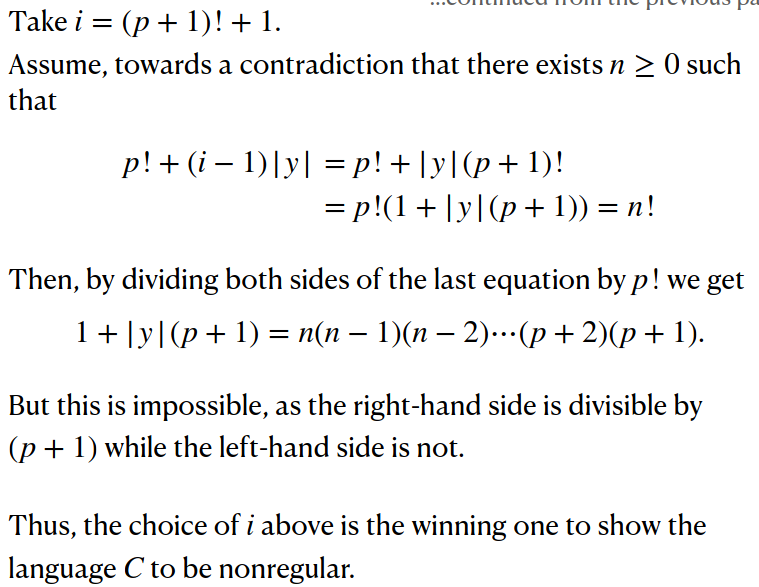 ...continued from the previous pa
Take i = (p + 1)! + 1.
Assume, towards a contradiction that there exists n ≥ 0 such
that
p! + (i − 1)|y| = p! + |y|(p + 1)!
= p!(1 + |y|(p + 1)) = n!
Then, by dividing both sides of the last equation by p! we get
1 + |y|(p + 1) = n(n − 1)(n − 2)⋯(p + 2)(p + 1).
But this is impossible, as the right-hand side is divisible by
(p + 1) while the left-hand side is not.
Thus, the choice of i above is the winning one to show the
language C to be nonregular.